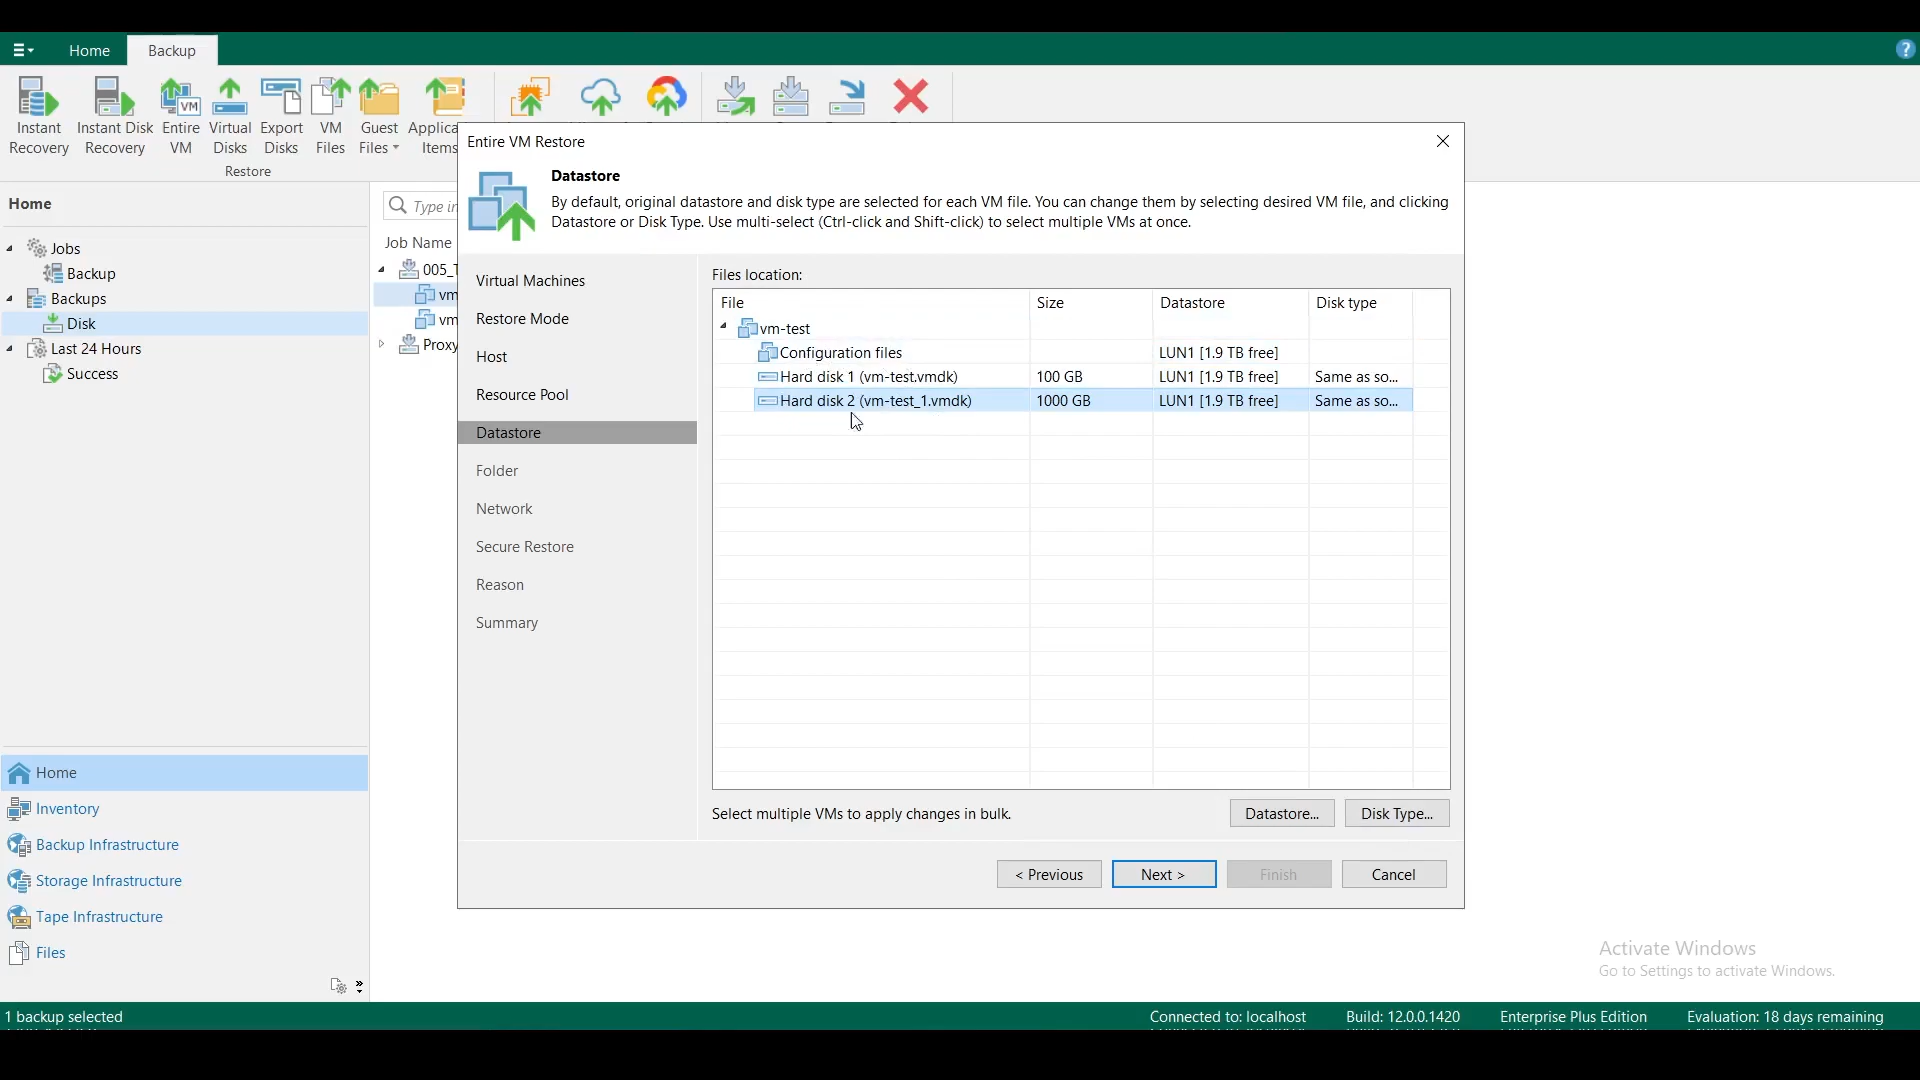 Home
Backup
Instant Recovery
Instant Disk Recovery
Entire VM
Virtual Disks
Export Disks
VM Files
Guest Files
Applica
Items
Restore
Entire VM Restore
Datastore
By default, original datastore and disk type are selected for each VM file. You can change them by selecting desired VM file, and clicking
Datastore or Disk Type. Use multi-select (Ctrl-click and Shift-click) to select multiple VMs at once.
Home
Jobs
Backup
Backups
Disk
Last 24 Hours
Success
Type in
Job Name
005_T
vm
vm
Proxy
Virtual Machines
Restore Mode
Host
Resource Pool
Datastore
Folder
Network
Secure Restore
Reason
Summary
Files location:
File Size Datastore Disk type
vm-test
Configuration files LUN1 [1.9 TB free]
Hard disk 1 (vm-test.vmdk) 100 GB LUN1 [1.9 TB free] Same as so...
Hard disk 2 (vm-test_1.vmdk) 1000 GB LUN1 [1.9 TB free] Same as so...
Select multiple VMs to apply changes in bulk.
Datastore... Disk Type...
< Previous Next > Finish Cancel
Home
Inventory
Backup Infrastructure
Storage Infrastructure
Tape Infrastructure
Files
Activate Windows
Go to Settings to activate Windows.
1 backup selected
Connected to: localhost Build: 12.0.0.1420 Enterprise Plus Edition Evaluation: 18 days remaining